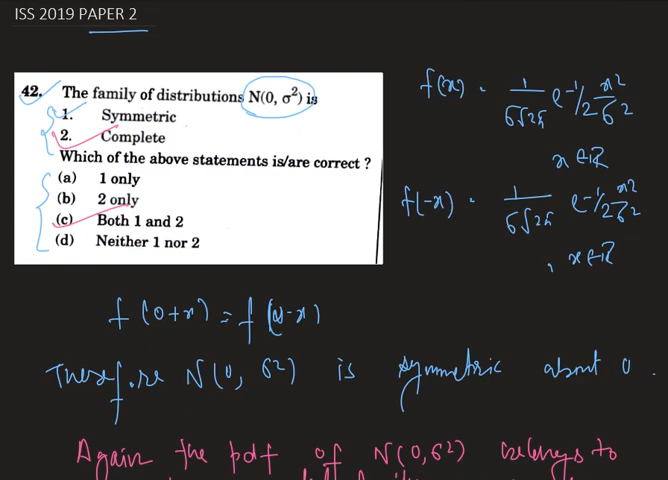 ISS 2019 PAPER 2
42. The family of distributions N(0, σ²) is
1. Symmetric
2. Complete
Which of the above statements is/are correct ?
(a) 1 only
(b) 2 only
(c) Both 1 and 2
(d) Neither 1 nor 2
f(x) = 1/σ√2π e^-1/2 x²/σ²
x ∈ R
f(-x) = 1/σ√2π e^-1/2 x²/σ²
, x ∈ R
f(0+x) = f(0-x)
Therefore N(0, σ²) is symmetric about 0.
Again the pdf of N(0, σ²) belongs to